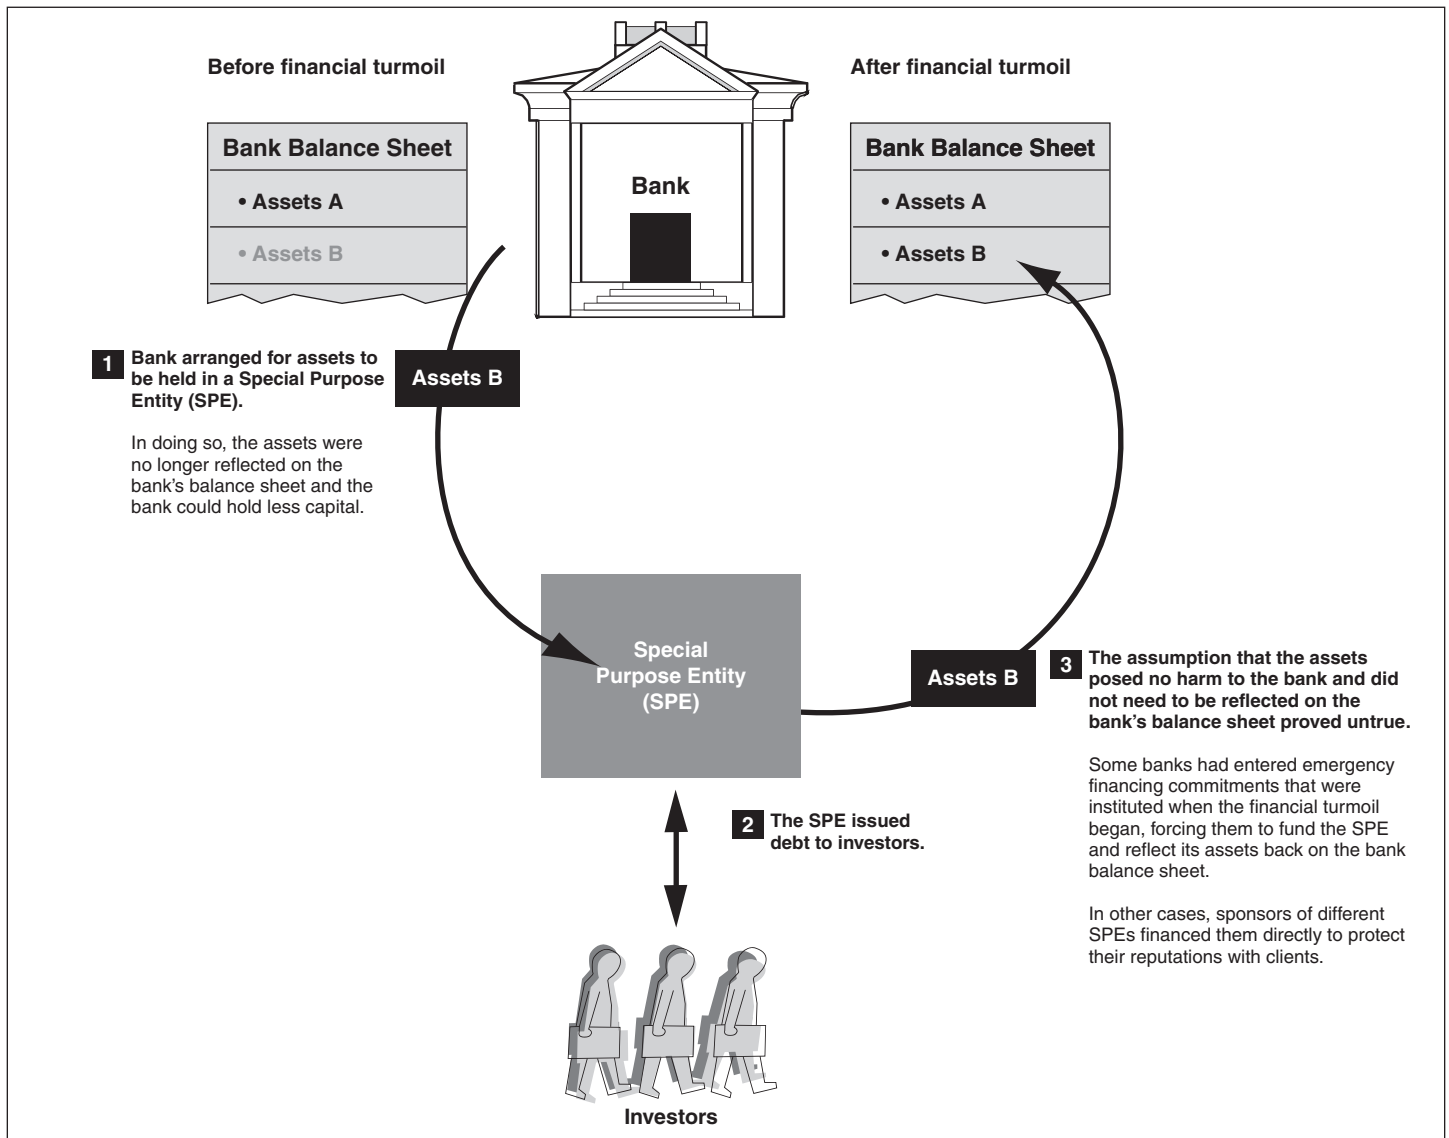 Before financial turmoil
After financial turmoil
Bank Balance Sheet
• Assets A
• Assets B
Bank
Bank Balance Sheet
• Assets A
• Assets B
1 Bank arranged for assets to
be held in a Special Purpose
Entity (SPE).
In doing so, the assets were
no longer reflected on the
bank's balance sheet and the
bank could hold less capital.
Assets B
Special
Purpose Entity
(SPE)
Assets B
2 The SPE issued
debt to investors.
3 The assumption that the assets
posed no harm to the bank and did
not need to be reflected on the
bank's balance sheet proved untrue.
Some banks had entered emergency
financing commitments that were
instituted when the financial turmoil
began, forcing them to fund the SPE
and reflect its assets back on the bank
balance sheet.
In other cases, sponsors of different
SPEs financed them directly to protect
their reputations with clients.
Investors